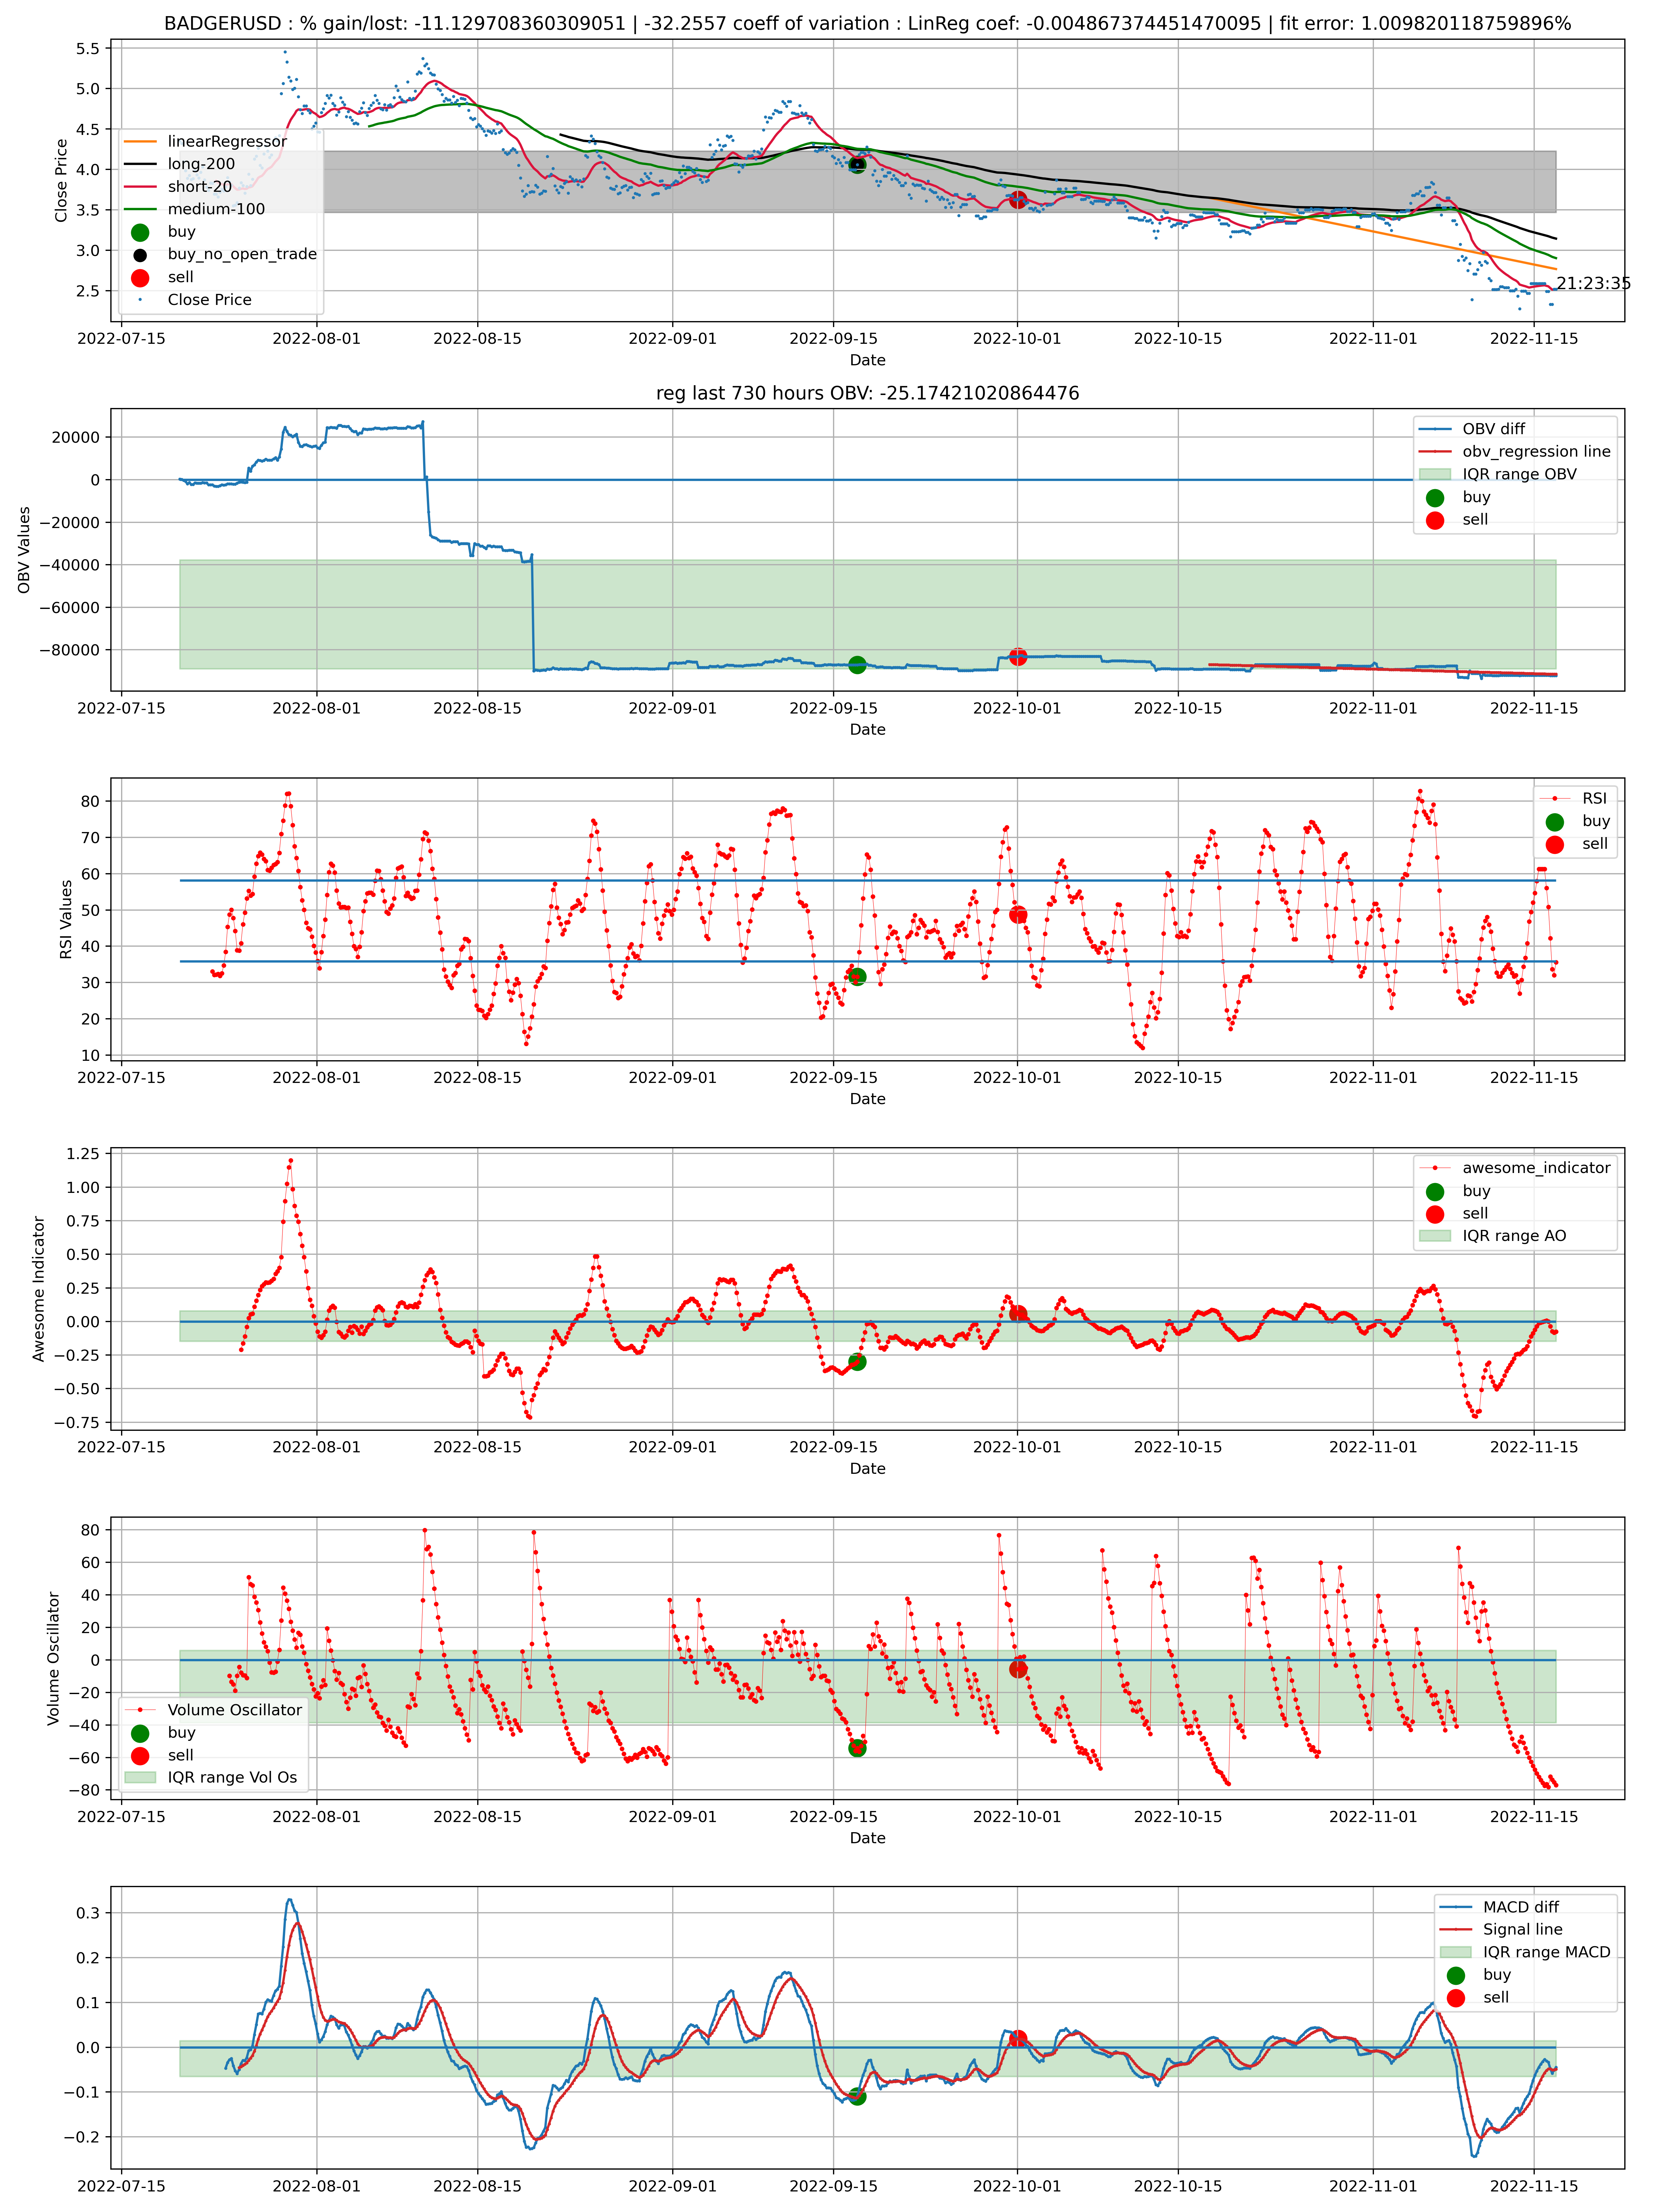 BADGERUSD : % gain/lost: -11.129708360309051 | -32.2557 coeff of variation : LinReg coef: -0.004867374451470095 | fit error: 1.009820118759896%
5.5
5.0
4.5
4.0
3.5
3.0
2.5
Close Price
linearRegressor
long-200
short-20
medium-100
buy
buy_no_open_trade
sell
Close Price
21:23:35
2022-07-15 2022-08-01 2022-08-15 2022-09-01 2022-09-15 2022-10-01 2022-10-15 2022-11-01 2022-11-15
Date
reg last 730 hours OBV: -25.17421020864476
20000
0
−20000
−40000
−60000
−80000
OBV Values
OBV diff
obv_regression line
IQR range OBV
buy
sell
2022-07-15 2022-08-01 2022-08-15 2022-09-01 2022-09-15 2022-10-01 2022-10-15 2022-11-01 2022-11-15
Date
80
70
60
50
40
30
20
10
RSI Values
RSI
buy
sell
2022-07-15 2022-08-01 2022-08-15 2022-09-01 2022-09-15 2022-10-01 2022-10-15 2022-11-01 2022-11-15
Date
1.25
1.00
0.75
0.50
0.25
0.00
−0.25
−0.50
−0.75
Awesome Indicator
awesome_indicator
buy
sell
IQR range AO
2022-07-15 2022-08-01 2022-08-15 2022-09-01 2022-09-15 2022-10-01 2022-10-15 2022-11-01 2022-11-15
Date
80
60
40
20
0
−20
−40
−60
−80
Volume Oscillator
Volume Oscillator
buy
sell
IQR range Vol Os
2022-07-15 2022-08-01 2022-08-15 2022-09-01 2022-09-15 2022-10-01 2022-10-15 2022-11-01 2022-11-15
Date
0.3
0.2
0.1
0.0
−0.1
−0.2
MACD diff
Signal line
IQR range MACD
buy
sell
2022-07-15 2022-08-01 2022-08-15 2022-09-01 2022-09-15 2022-10-01 2022-10-15 2022-11-01 2022-11-15